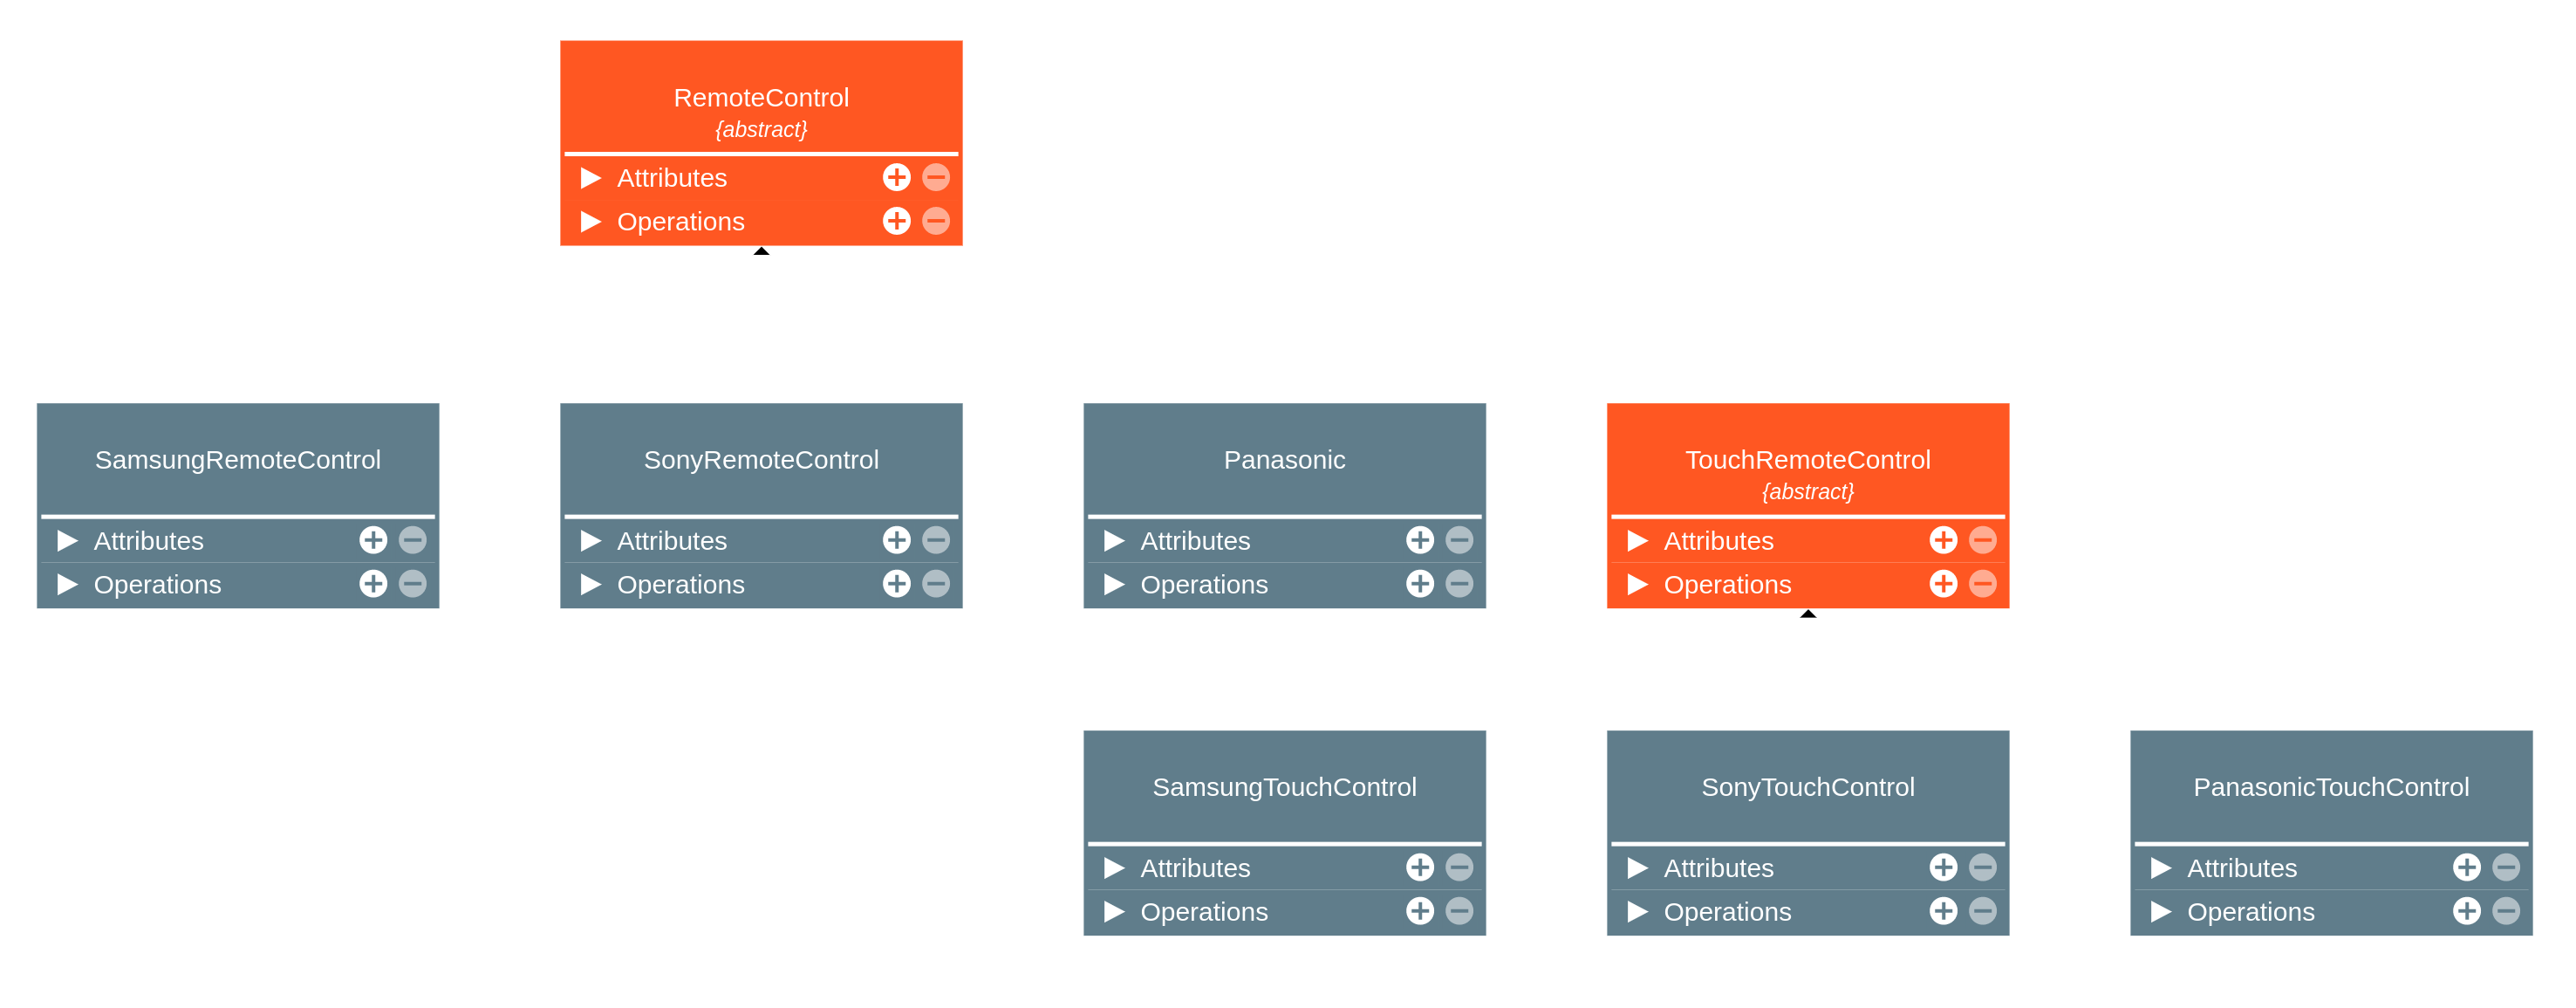 RemoteControl
{abstract}
Attributes
Operations
SamsungRemoteControl
Attributes
Operations
SonyRemoteControl
Attributes
Operations
Panasonic
Attributes
Operations
TouchRemoteControl
{abstract}
Attributes
Operations
SamsungTouchControl
Attributes
Operations
SonyTouchControl
Attributes
Operations
PanasonicTouchControl
Attributes
Operations